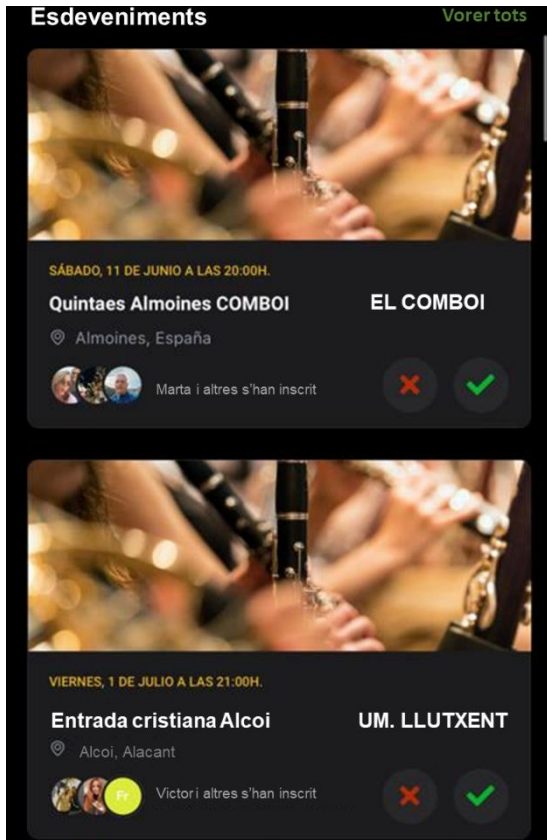 Esdeveniments Vorer tots
SÁBADO, 11 DE JUNIO A LAS 20:00H.
Quintaes Almoines COMBOI EL COMBOI
Almoines, España
Marta i altres s'han inscrit
VIERNES, 1 DE JULIO A LAS 21:00H.
Entrada cristiana Alcoi UM. LLUTXENT
Alcoi, Alacant
Fr Victor i altres s'han inscrit